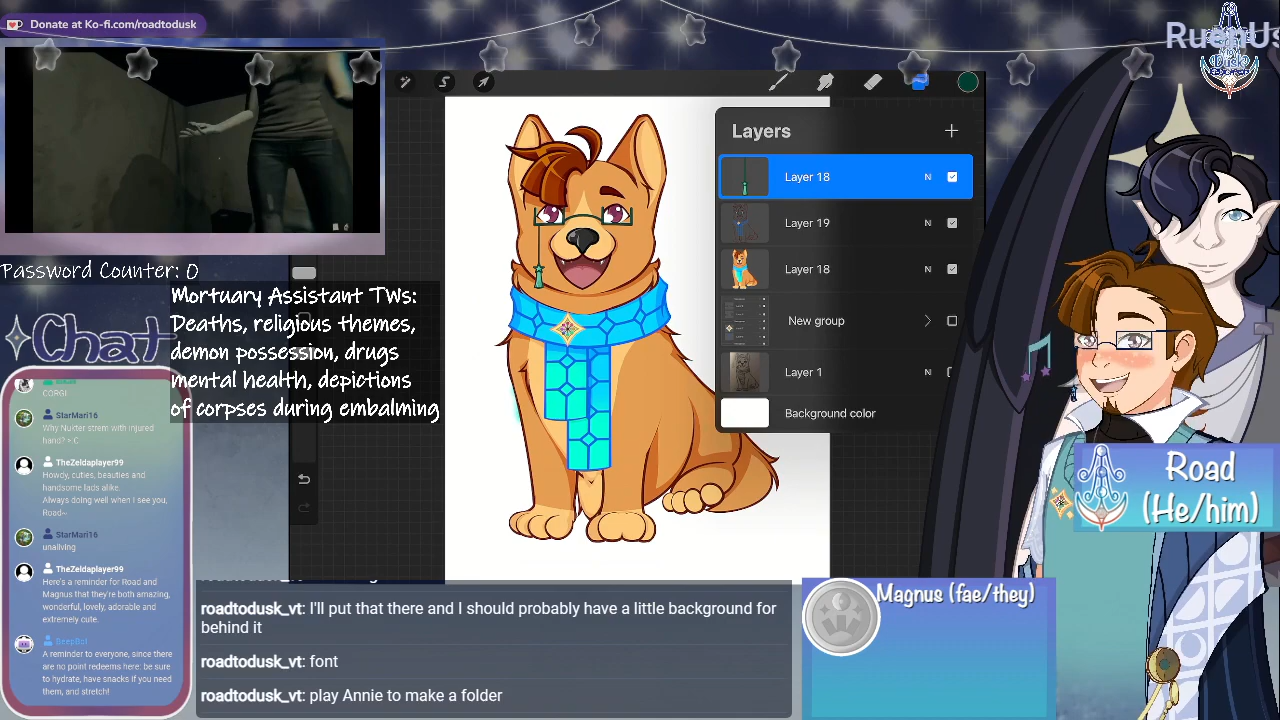 Donate at Ko-fi.com/roadtodusk
RuenUs
Layers
Layer 18
N
Layer 19
N
Layer 18
N
New group
Layer 1
N
Background color
Password Counter: 0
Mortuary Assistant TWs:
Deaths, religious themes,
demon possession, drugs
mental health, depictions
of corpses during embalming
Chat
CORGI
StarMari16
Why Nukter strem with injured
hand? > C
TheZeldaplayer99
Howdy, cuties, beauties and
handsome lads alike.
Always doing well when I see you,
Road~
StarMari16
unaliving
TheZeldaplayer99
Here's a reminder for Road and
Magnus that they're both amazing,
wonderful, lovely, adorable and
extremely cute.
DeepBot
A reminder to everyone, since there
are no point redeems here: be sure
to hydrate, have snacks if you need
them, and stretch!
roadtodusk_vt: I'll put that there and I should probably have a little background for
behind it
roadtodusk_vt: font
roadtodusk_vt: play Annie to make a folder
Road
(He/him)
Magnus (fae/they)